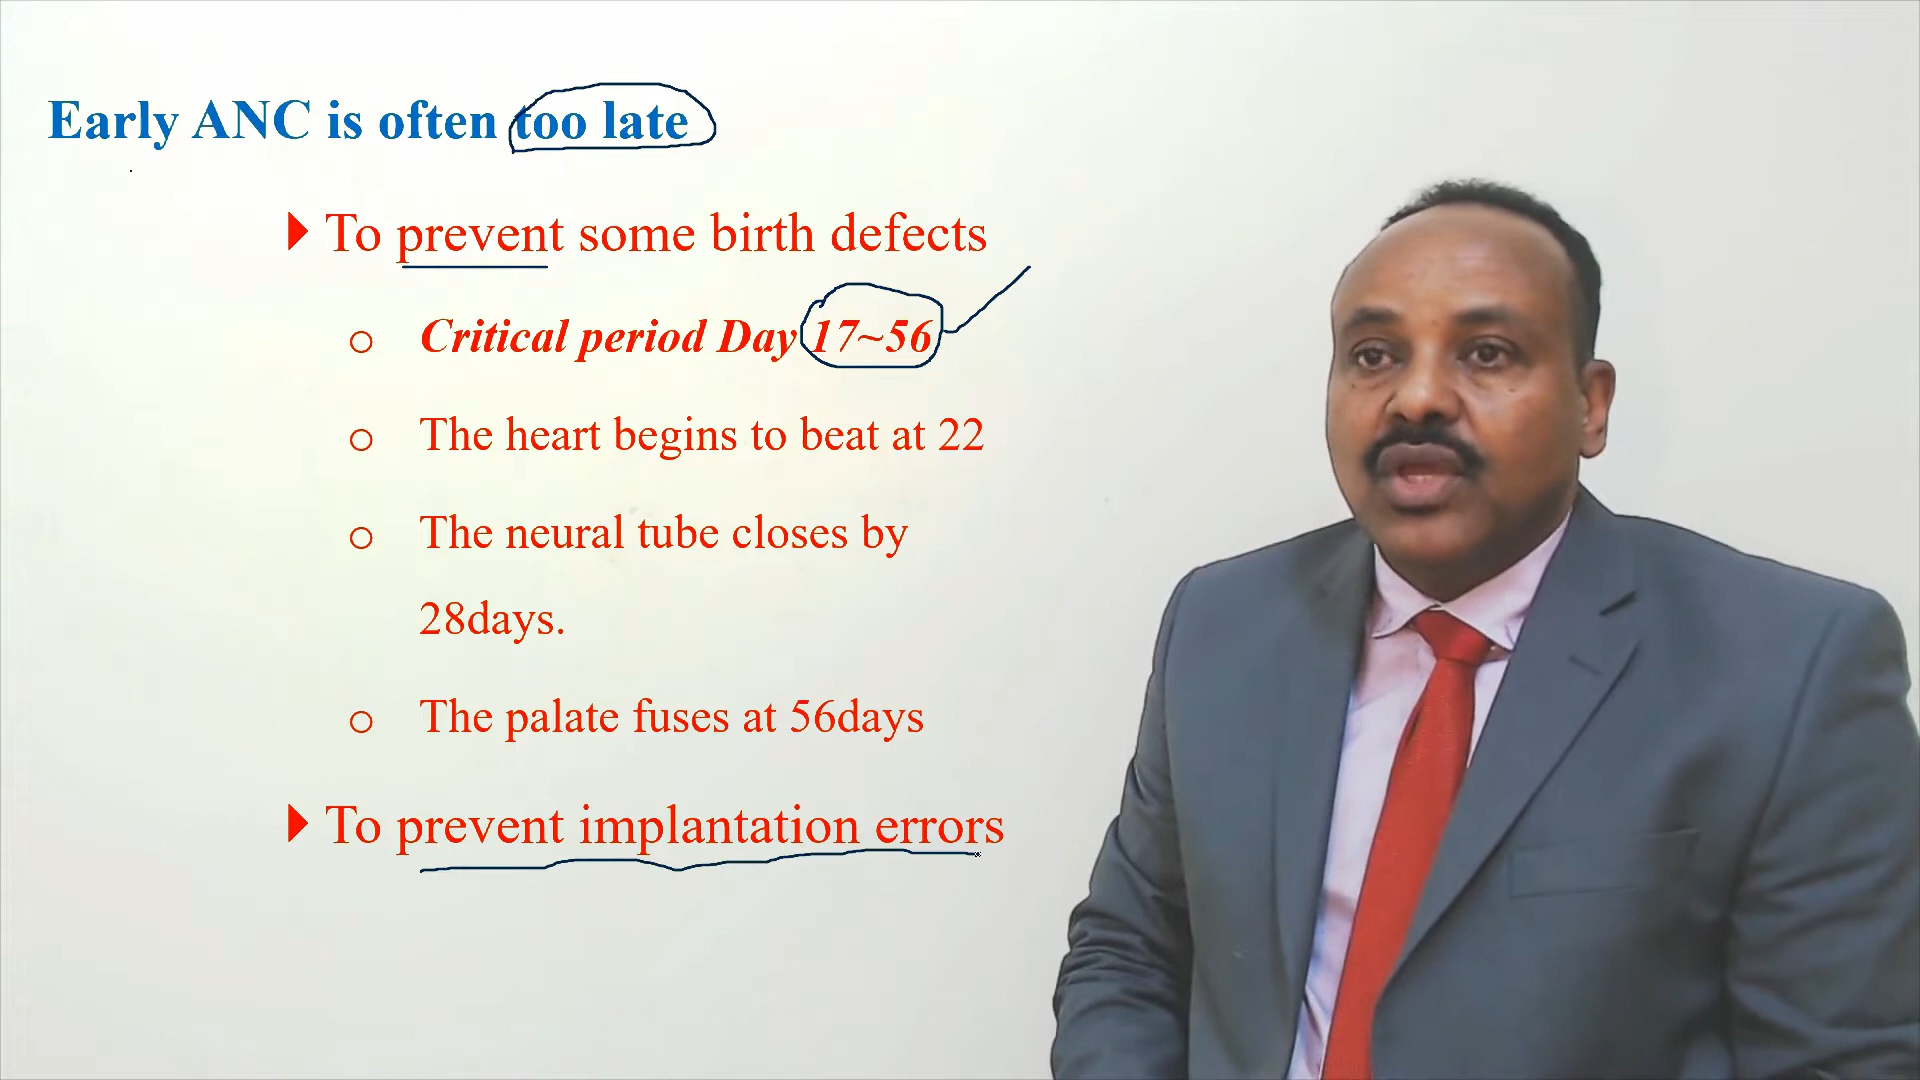 Early ANC is often too late
To prevent some birth defects
Critical period Day 17~56
The heart begins to beat at 22
The neural tube closes by
28days.
The palate fuses at 56days
To prevent implantation errors